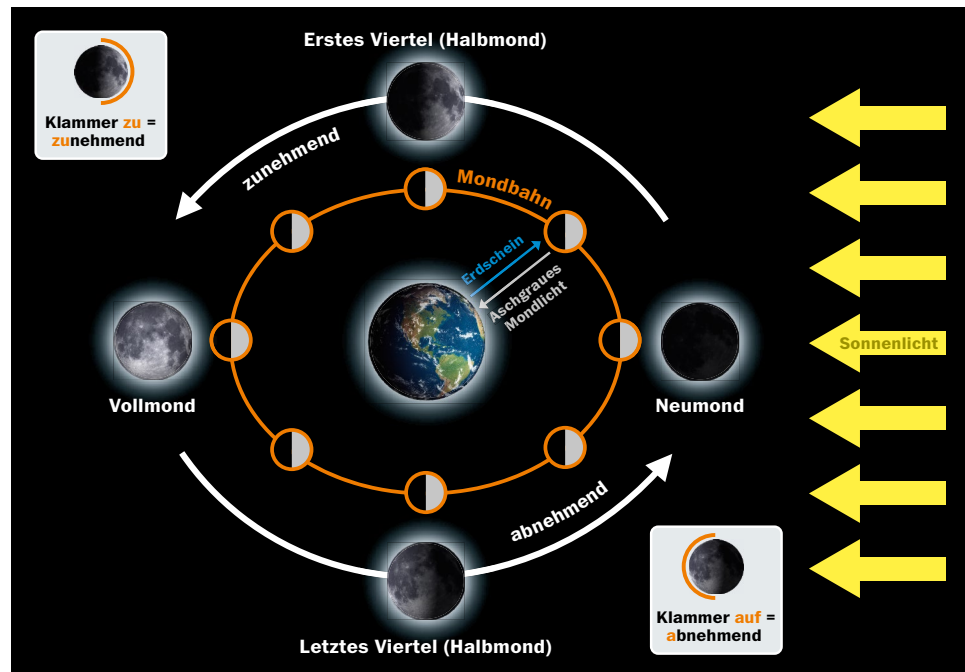 Erstes Viertel (Halbmond)
Klammer zu =
zunehmend
zunehmend
Mondbahn
Erdschein
Aschgraues
Mondlicht
Sonnenlicht
Vollmond
Neumond
abnehmend
Klammer auf =
abnehmend
Letztes Viertel (Halbmond)